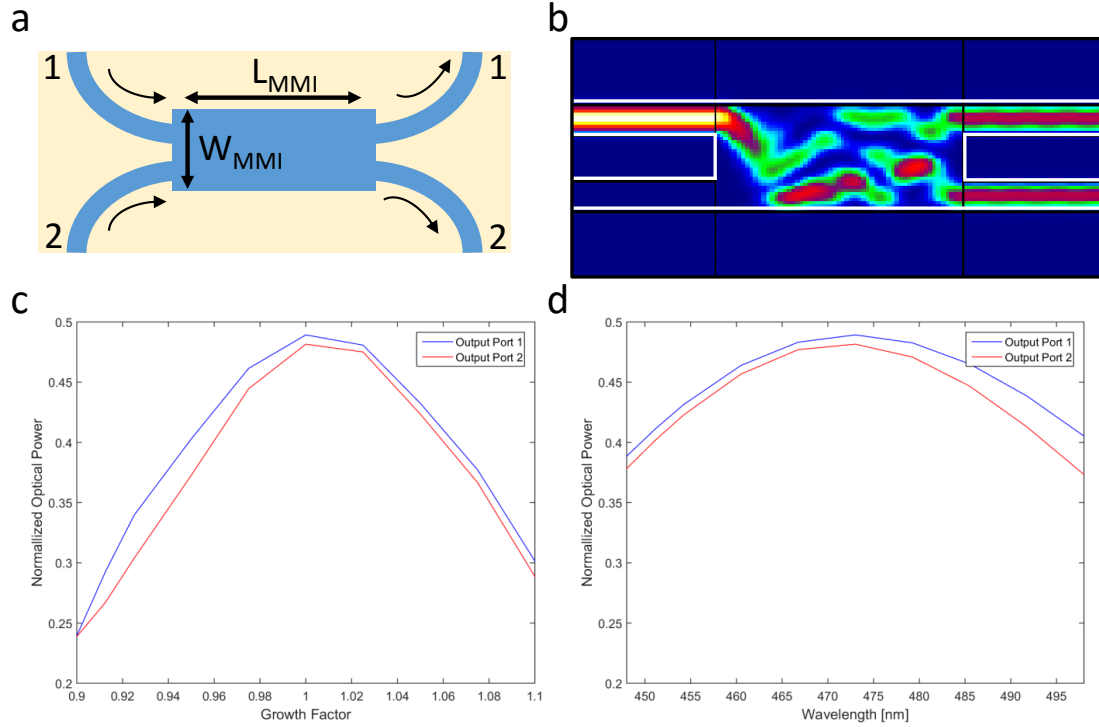 a
1
L_MMI
1
W_MMI
2
2
b
c
0.5
0.45
0.4
0.35
0.3
0.25
0.2
Normallized Optical Power
0.9 0.92 0.94 0.96 0.98 1 1.02 1.04 1.06 1.08 1.1
Growth Factor
Output Port 1
Output Port 2
d
0.5
0.45
0.4
0.35
0.3
0.25
0.2
Normallized Optical Power
450 455 460 465 470 475 480 485 490 495
Wavelength [nm]
Output Port 1
Output Port 2